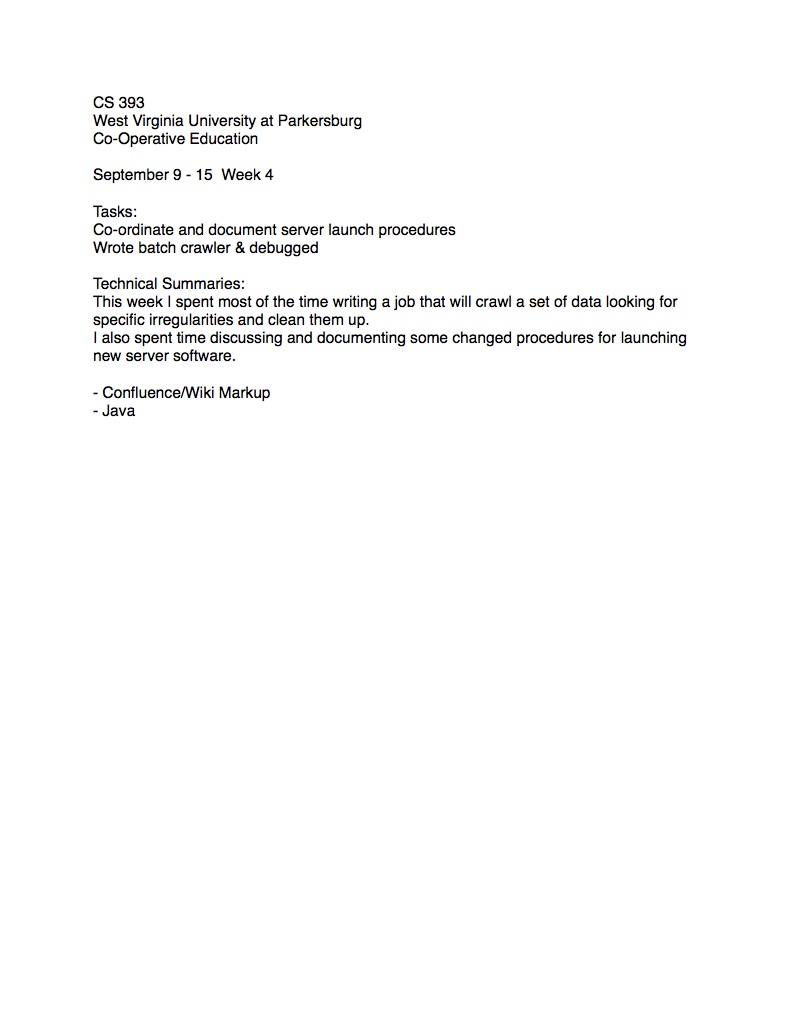 CS 393
West Virginia University at Parkersburg
Co-Operative Education
September 9 - 15  Week 4
Tasks:
Co-ordinate and document server launch procedures
Wrote batch crawler & debugged
Technical Summaries:
This week I spent most of the time writing a job that will crawl a set of data looking for
specific irregularities and clean them up.
I also spent time discussing and documenting some changed procedures for launching
new server software.
- Confluence/Wiki Markup
- Java